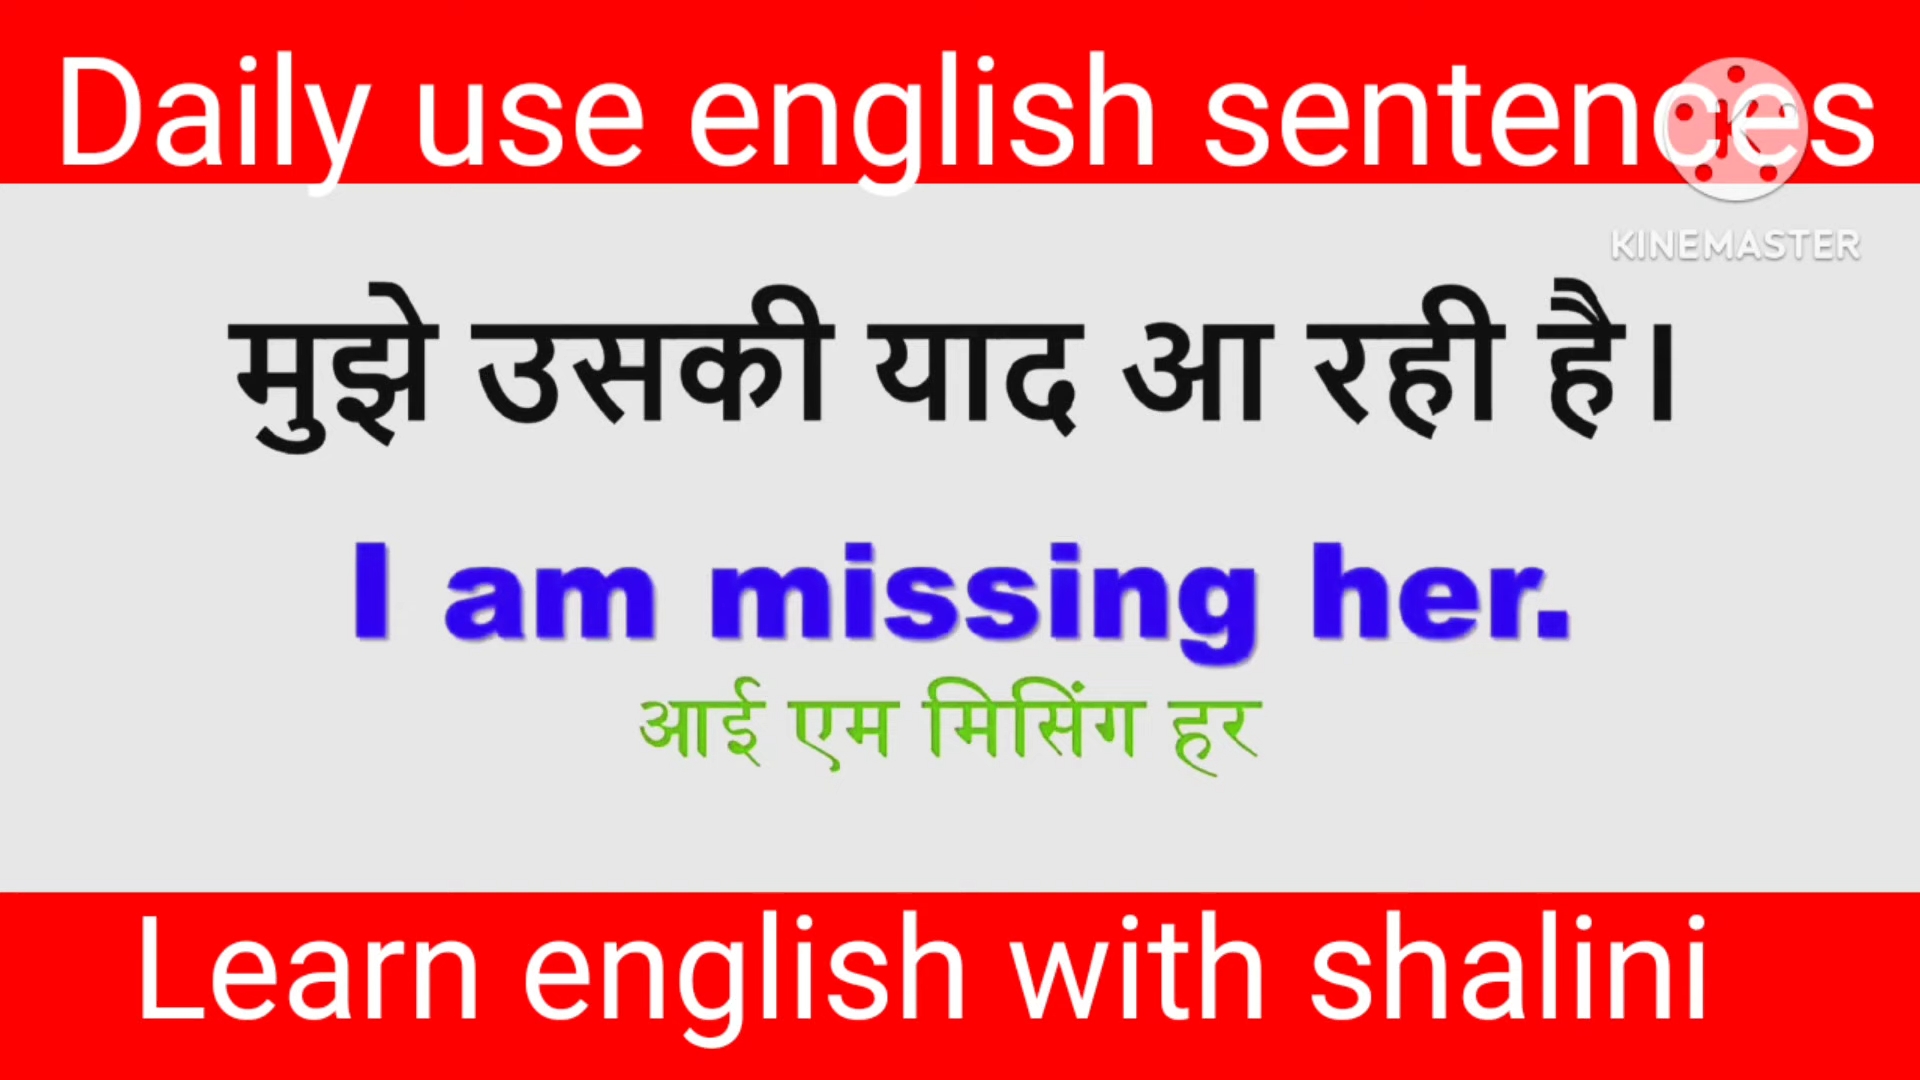 Daily use english sentences
KINEMASTER
मुझे उसकी याद आ रही है।
I am missing her.
आई एम मिसिंग हर
Learn english with shalini